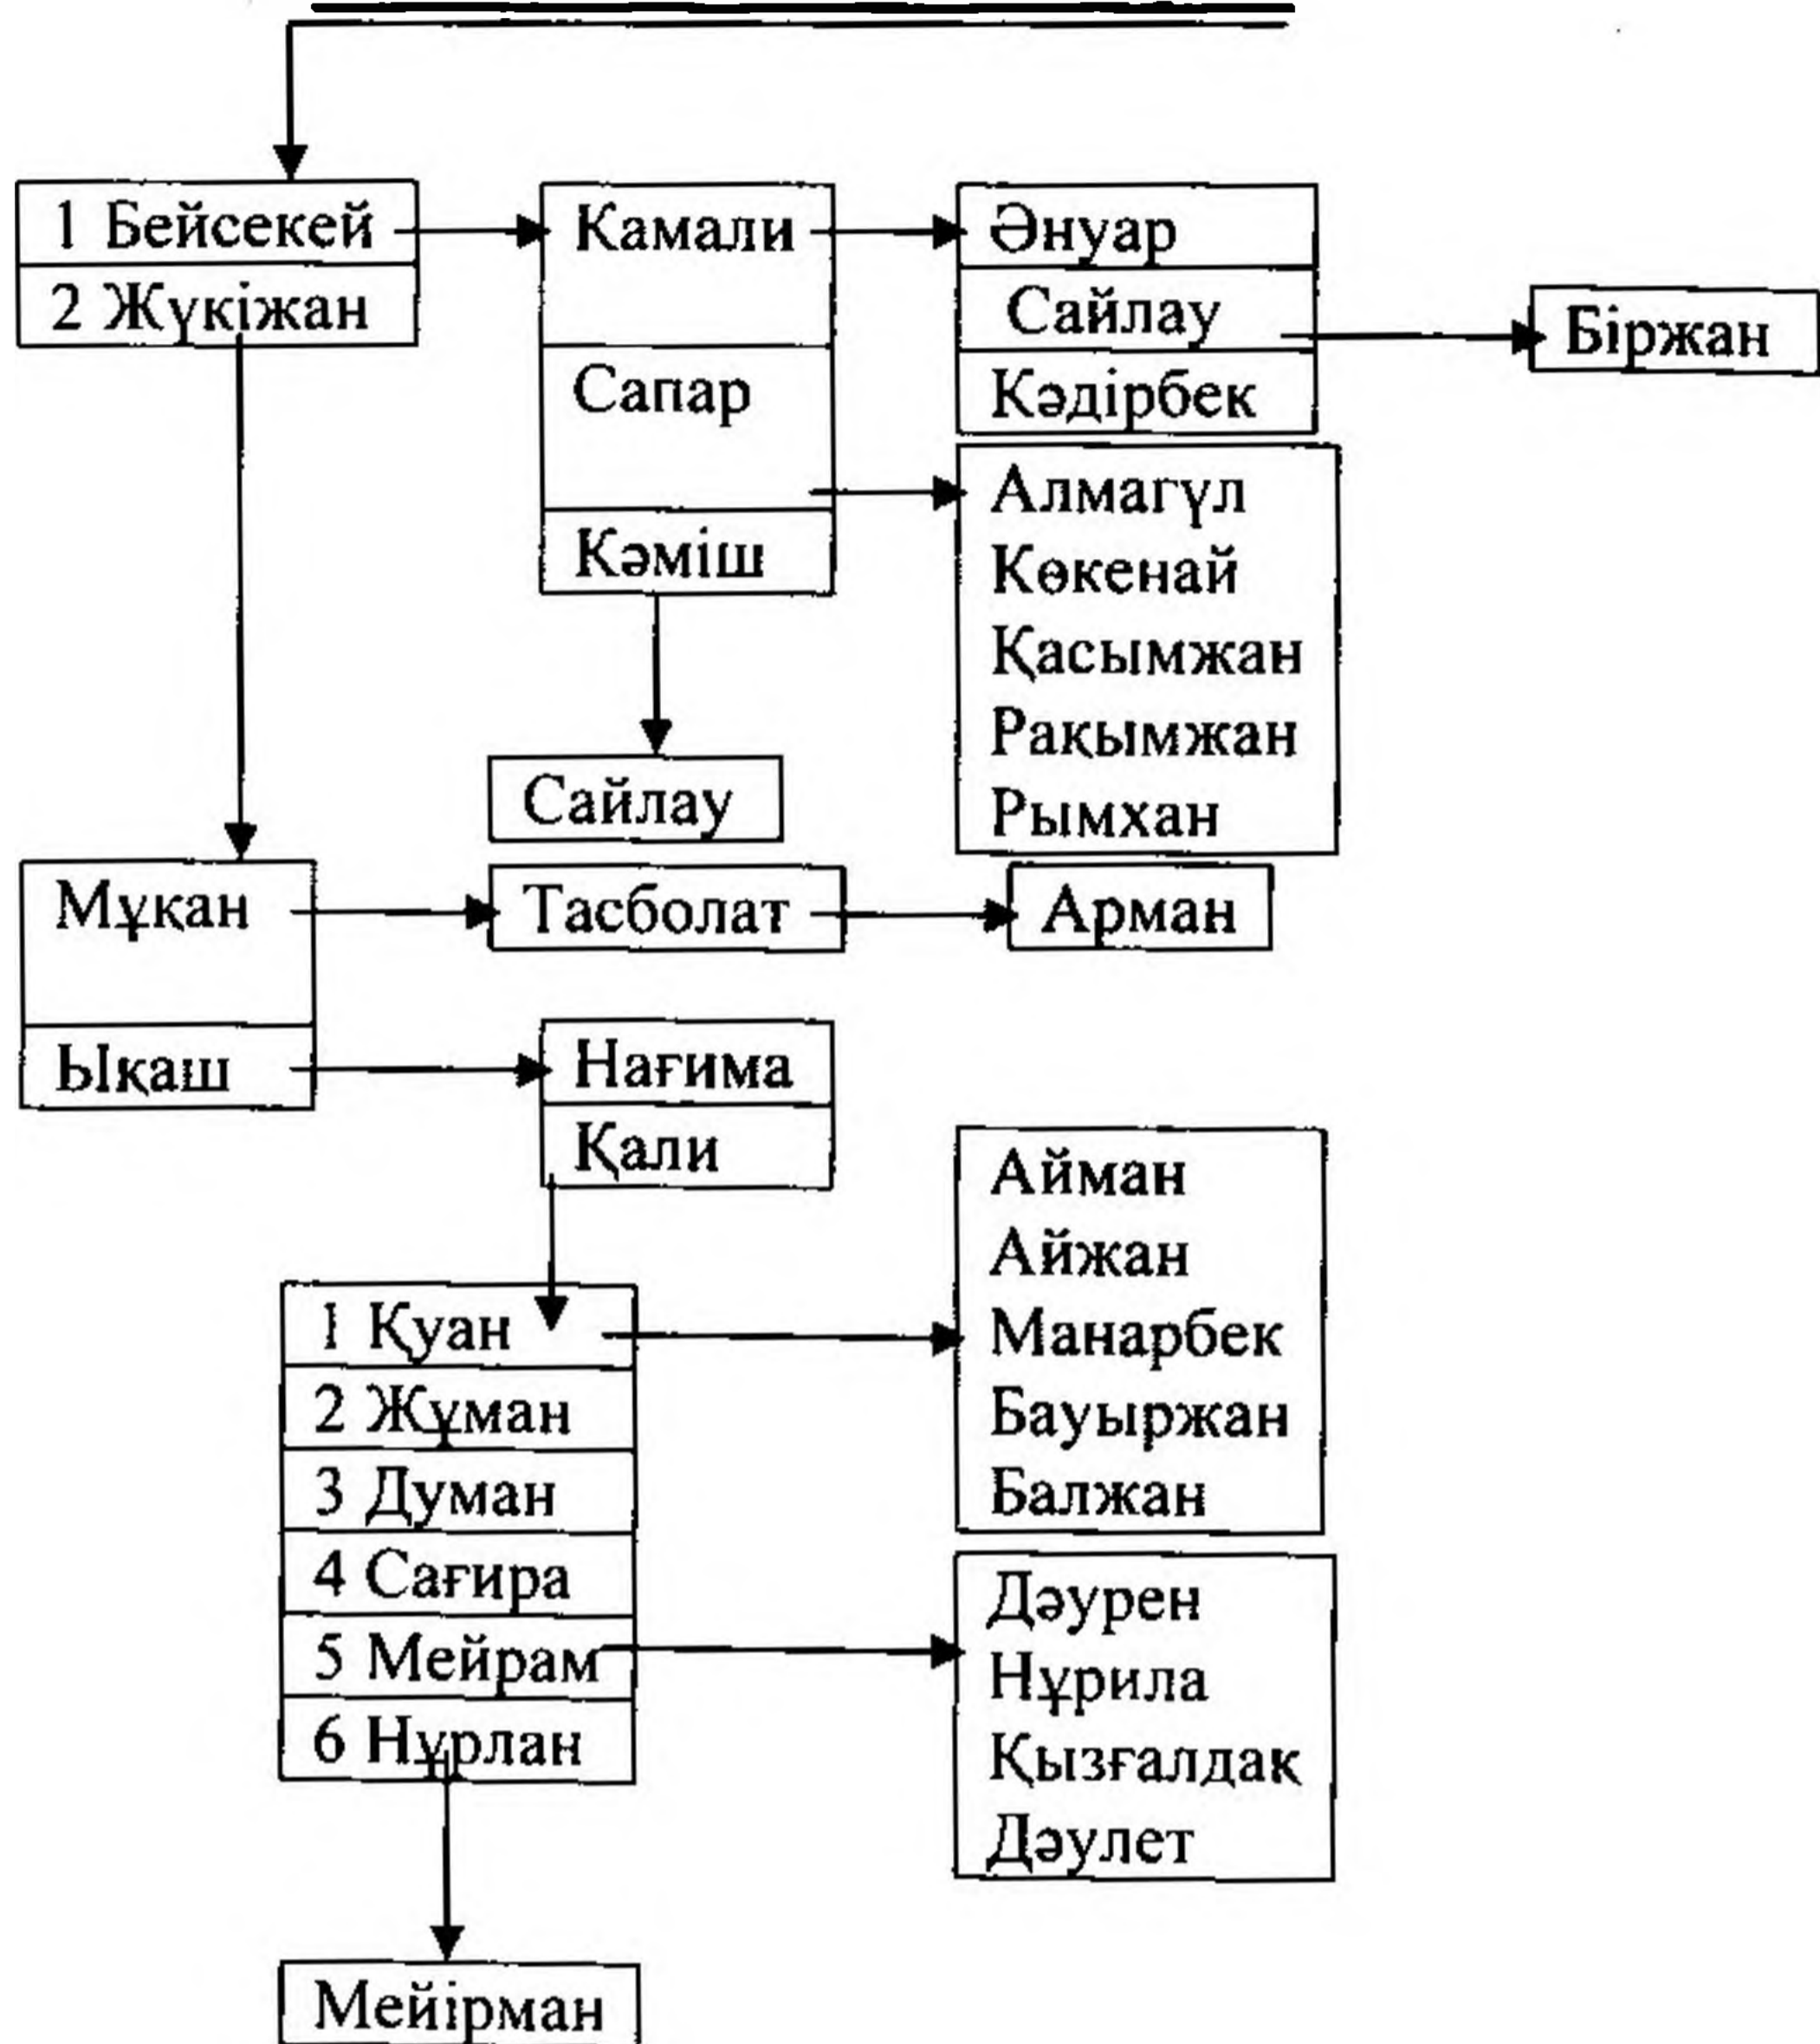 1 Бейсекей
2 Жүкіжан
Камали
Сапар
Кәміш
Әнуар
Сайлау
Кәдірбек
Біржан
Алмагүл
Көкенай
Қасымжан
Рақымжан
Рымхан
Сайлау
Мұқан
Ықаш
Тасболат
Арман
Нағима
Қали
1 Қуан
2 Жұман
3 Думан
4 Сағира
5 Мейрам
6 Нұрлан
Айман
Айжан
Манарбек
Бауыржан
Балжан
Дәурен
Нұрила
Қызғалдақ
Дәулет
Мейірман